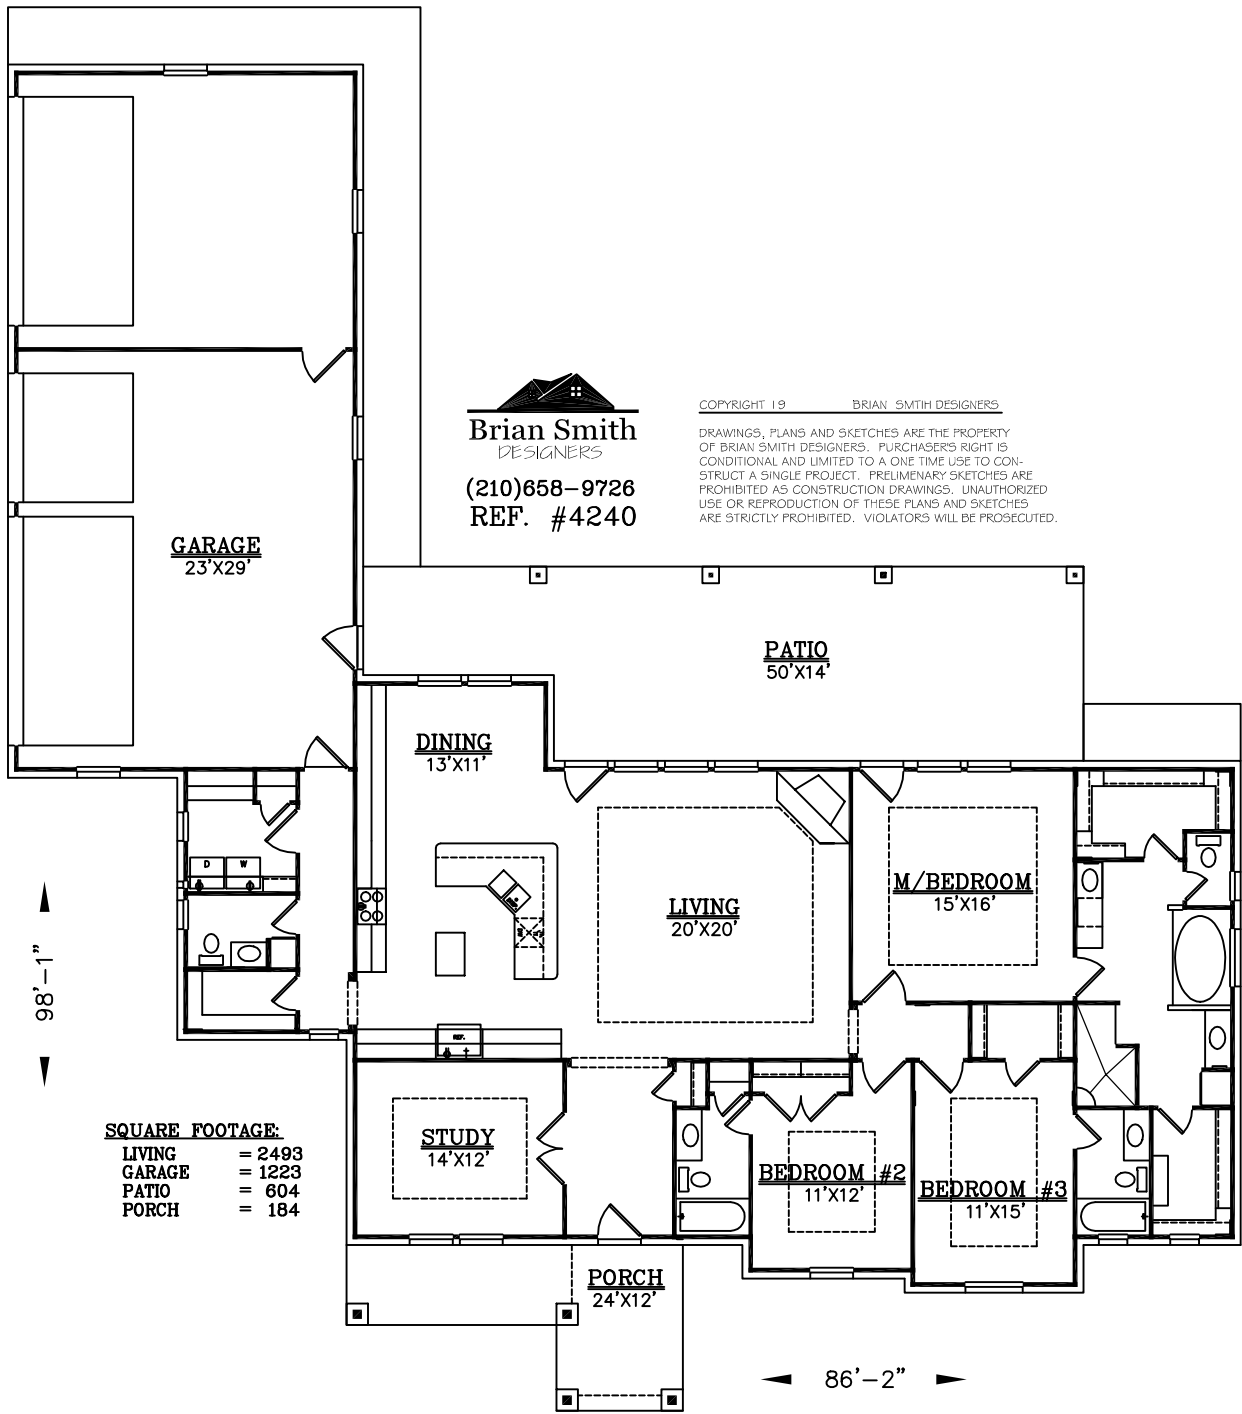 Brian Smith
DESIGNERS
(210)658-9726
REF. #4240
COPYRIGHT 19 BRIAN SMTIH DESIGNERS
DRAWINGS, PLANS AND SKETCHES ARE THE PROPERTY
OF BRIAN SMITH DESIGNERS. PURCHASER'S RIGHT IS
CONDITIONAL AND LIMITED TO A ONE TIME USE TO CON-
STRUCT A SINGLE PROJECT. PRELIMENARY SKETCHES ARE
PROHIBITED AS CONSTRUCTION DRAWINGS. UNAUTHORIZED
USE OR REPRODUCTION OF THESE PLANS AND SKETCHES
ARE STRICTLY PROHIBITED. VIOLATORS WILL BE PROSECUTED.
GARAGE
23'X29'
PATIO
50'X14'
DINING
13'X11'
D W
M/BEDROOM
15'X16'
LIVING
20'X20'
98'-1"
REF.
SQUARE FOOTAGE:
LIVING = 2493
GARAGE = 1223
PATIO = 604
PORCH = 184
STUDY
14'X12'
BEDROOM #2
11'X12'
BEDROOM #3
11'X15'
PORCH
24'X12'
86'-2"